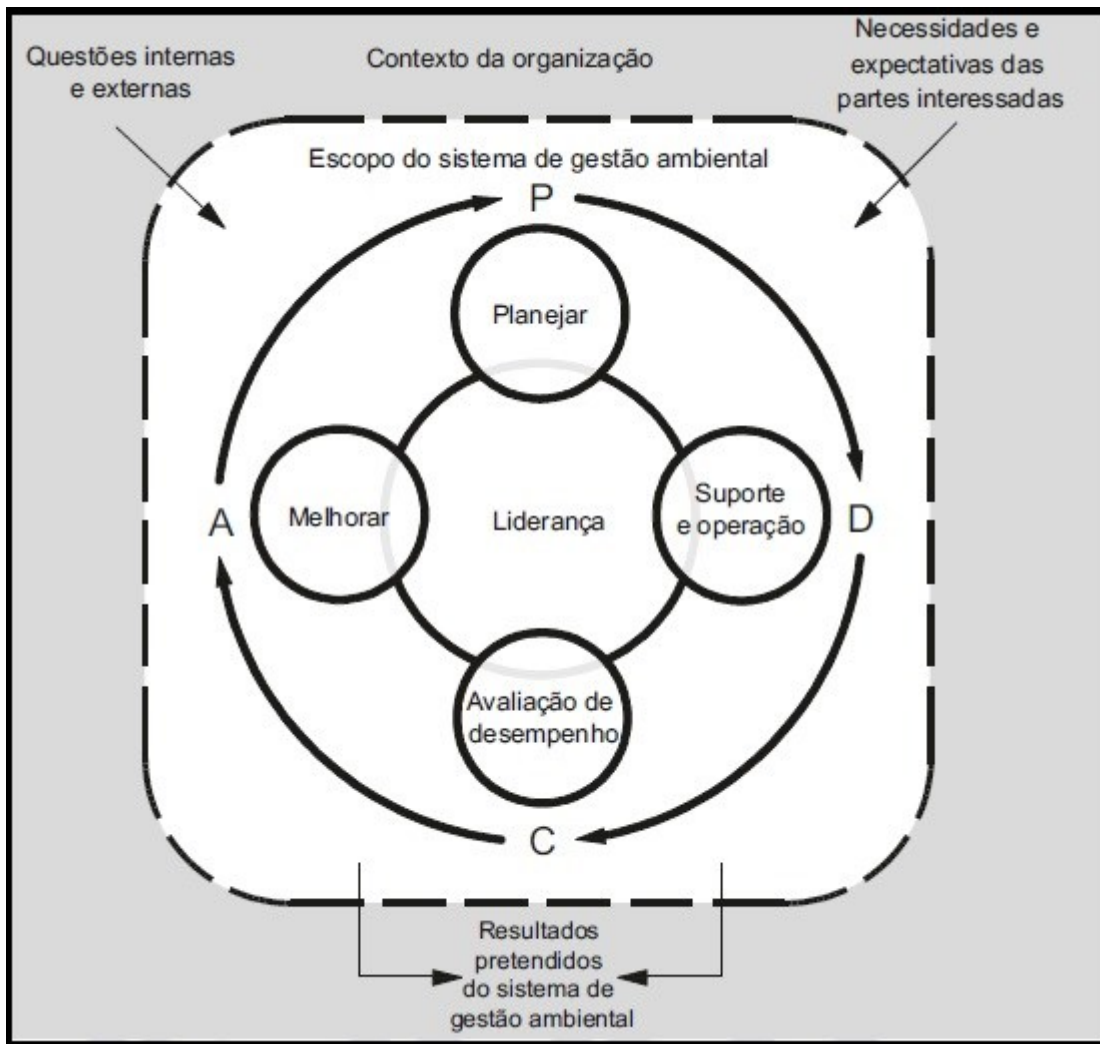 Questões internas
e externas
Contexto da organização
Necessidades e
expectativas das
partes interessadas
Escopo do sistema de gestão ambiental
P
Planejar
A
Melhorar
Liderança
Suporte
e operação
D
Avaliação de
desempenho
C
Resultados
pretendidos
do sistema de
gestão ambiental